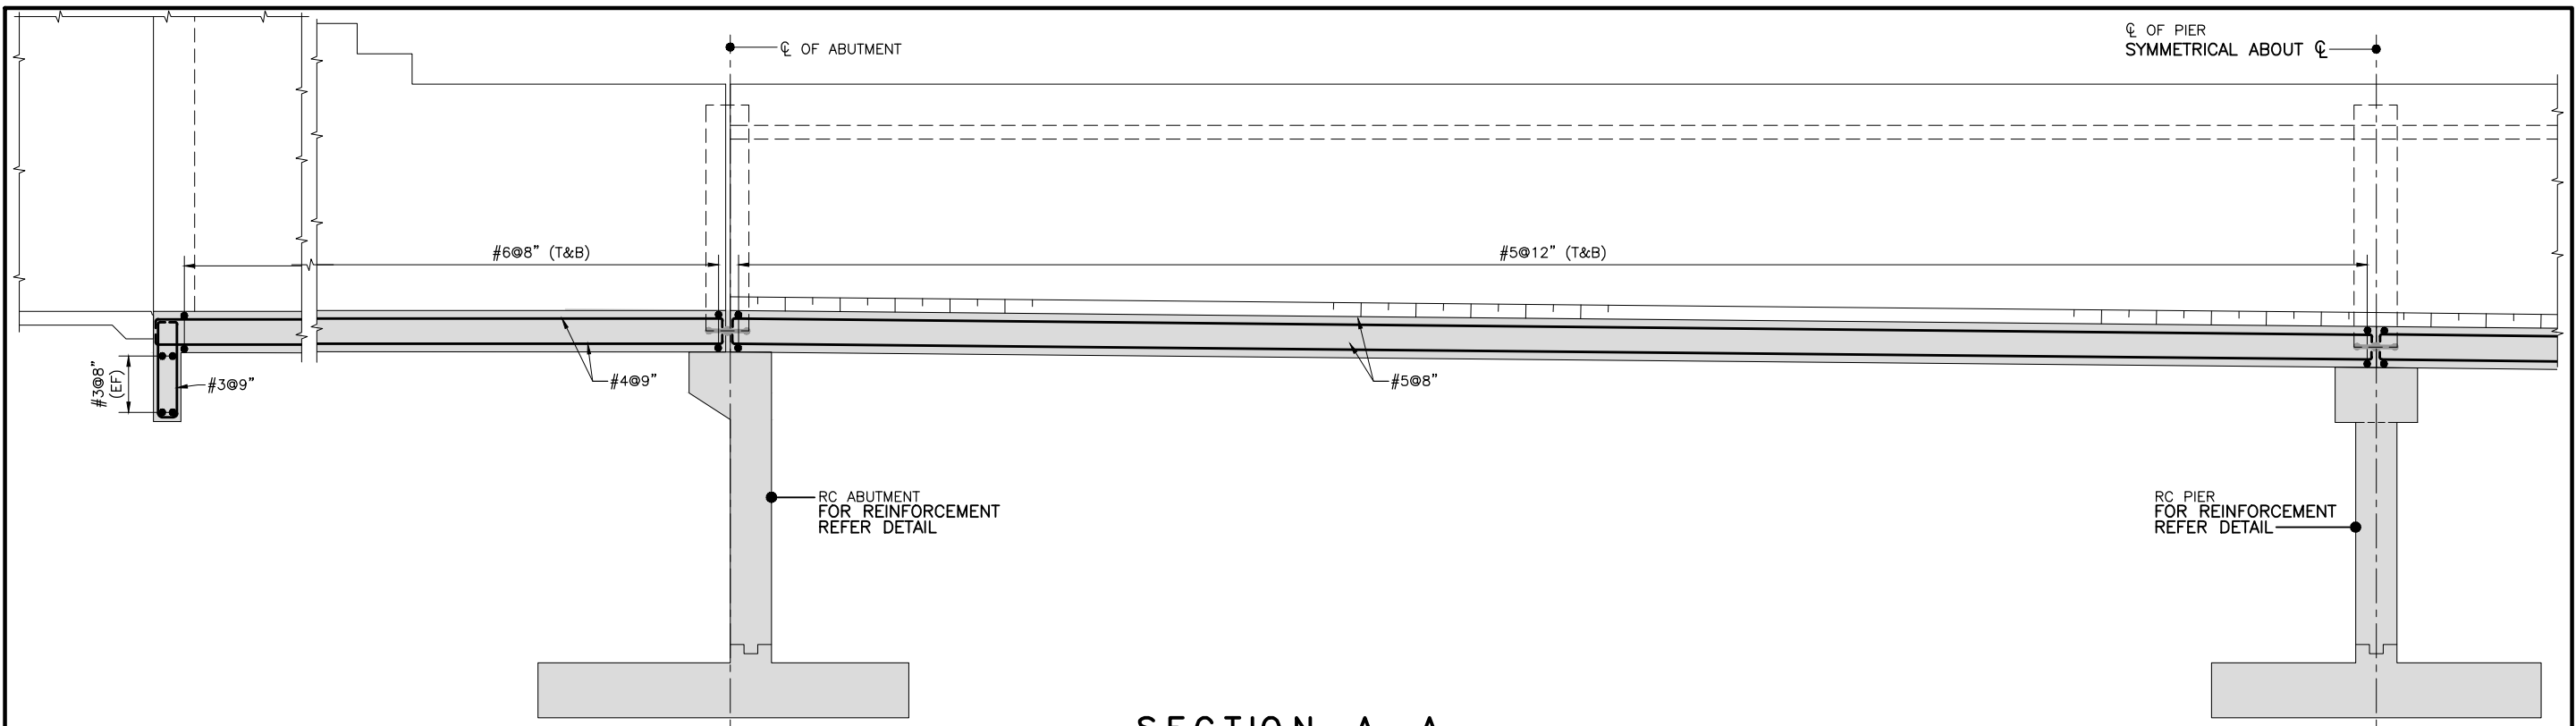 ℄ OF ABUTMENT
℄ OF PIER
SYMMETRICAL ABOUT ℄
#6@8" (T&B)
#5@12" (T&B)
#3@8"
(EF)
#3@9"
#4@9"
#5@8"
RC ABUTMENT
FOR REINFORCEMENT
REFER DETAIL
RC PIER
FOR REINFORCEMENT
REFER DETAIL
SECTION A-A